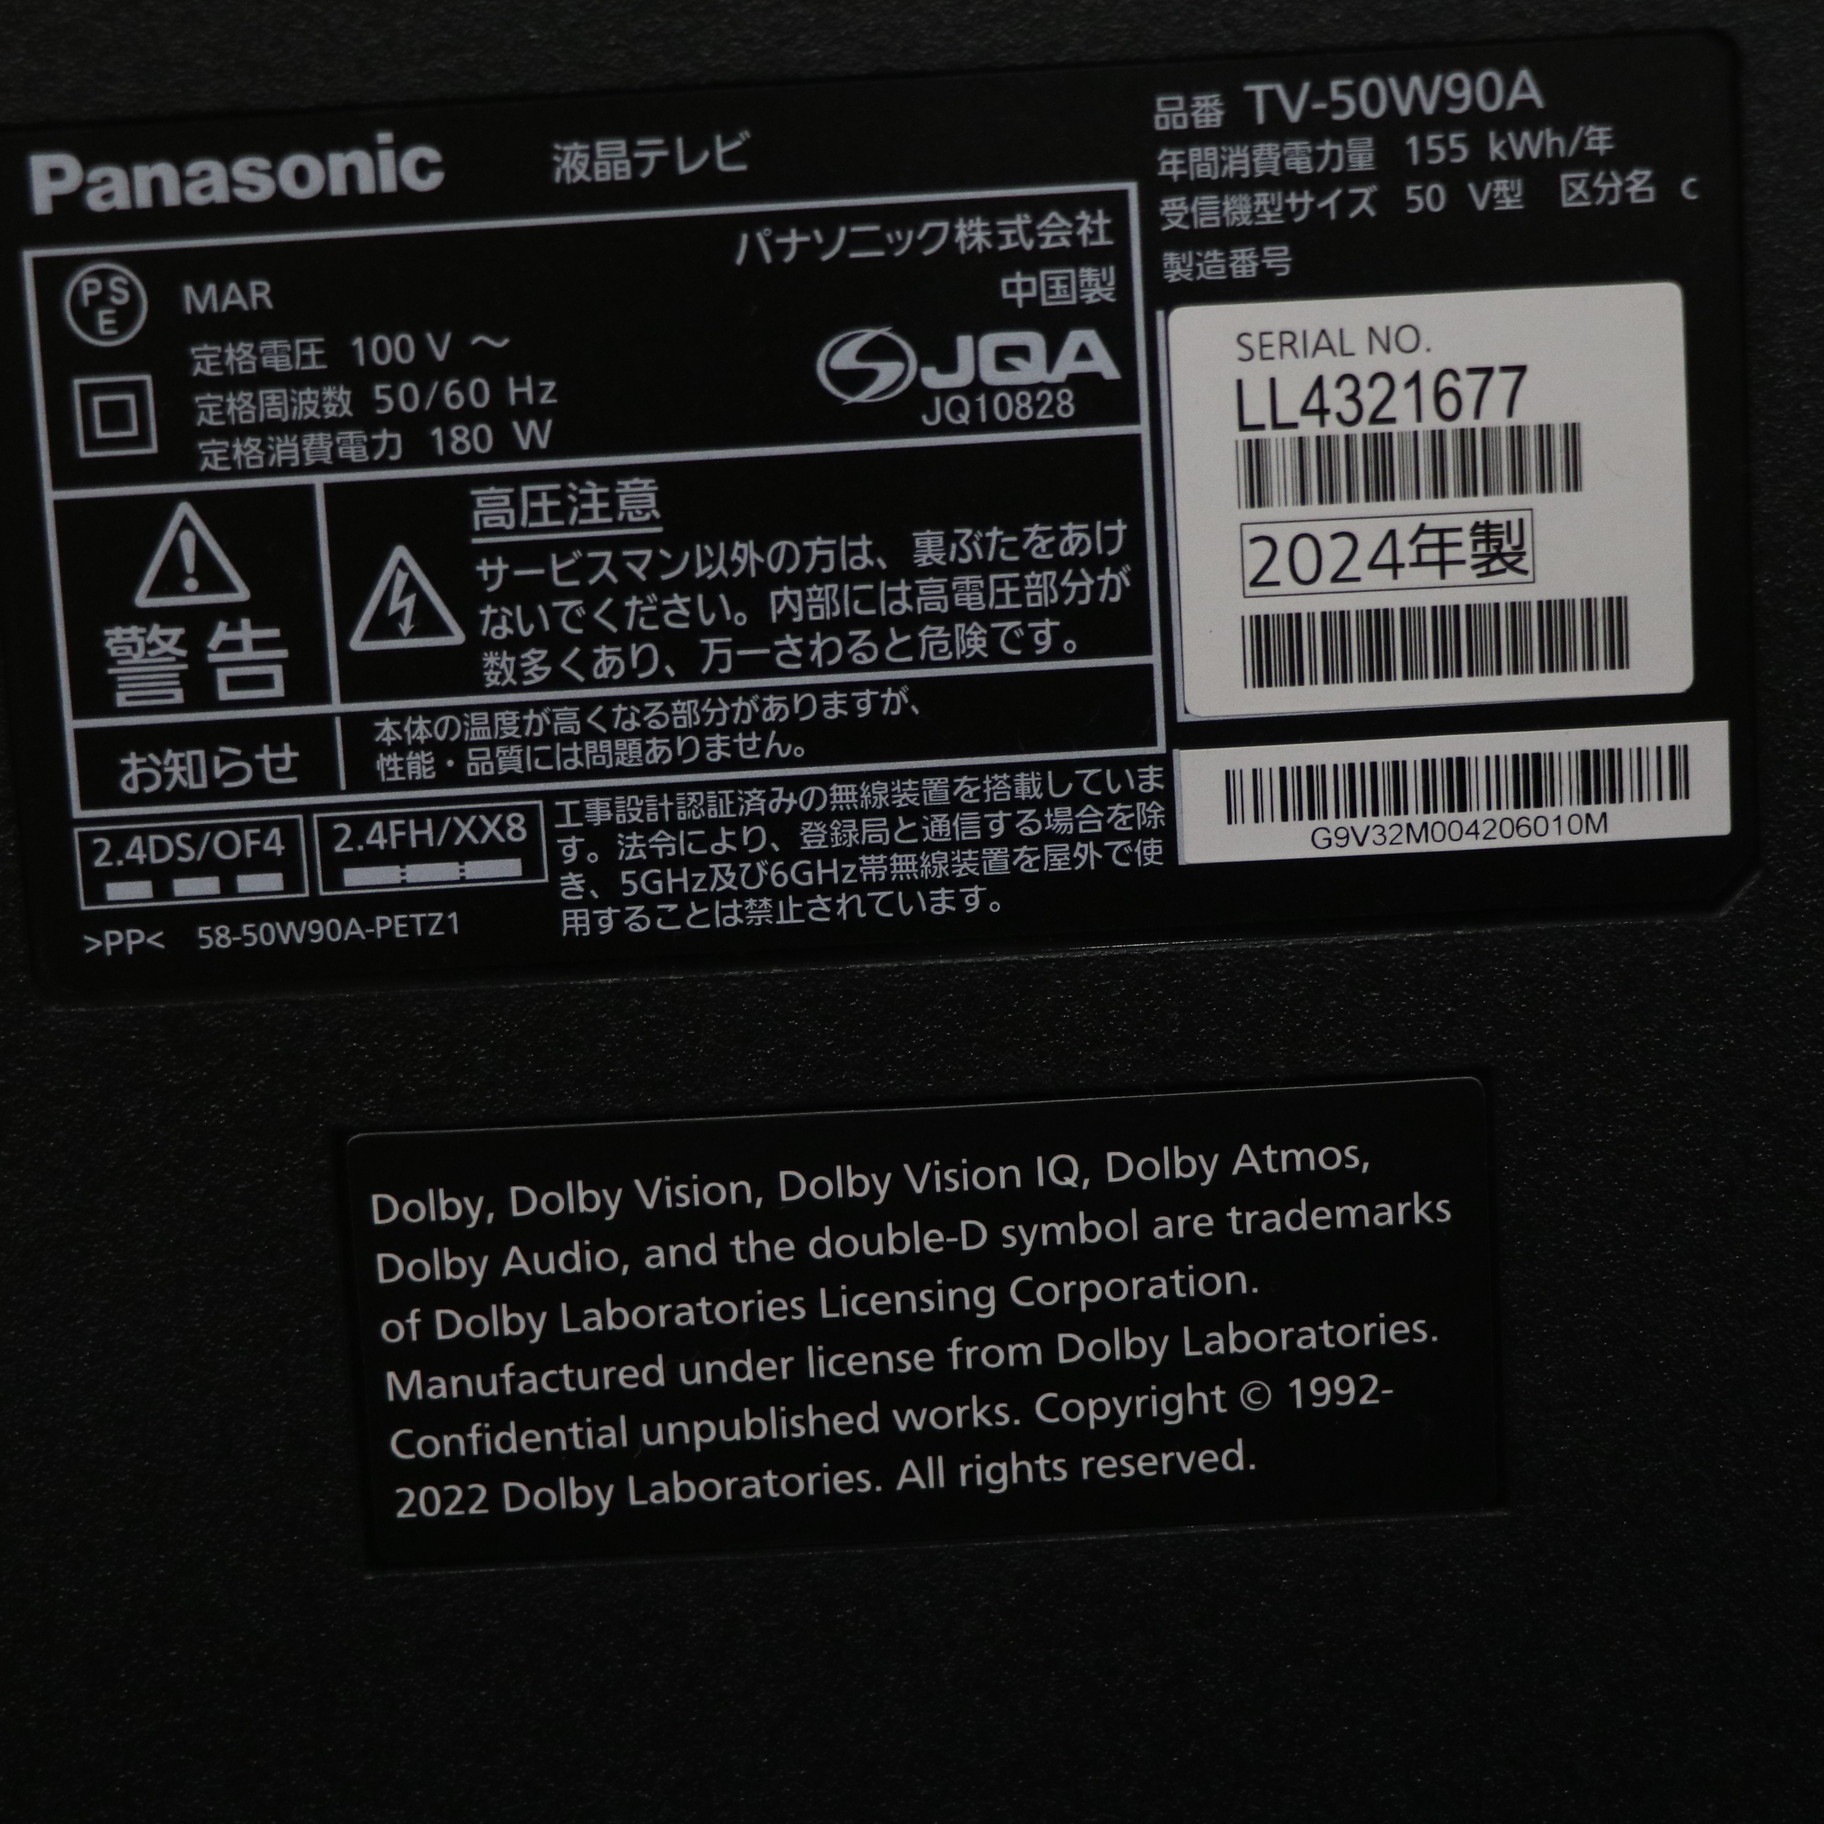 Panasonic 液晶テレビ
品番 TV-50W90A
年間消費電力量 155 kWh/年
受信機型サイズ 50 V型 区分名 c
製造番号
パナソニック株式会社
中国製
PS
E
MAR
定格電圧 100 V ～
定格周波数 50/60 Hz
定格消費電力 180 W
JQA
JQ10828
SERIAL NO.
LL4321677
2024年製
G9V32M004206010M
警告
高圧注意
サービスマン以外の方は、裏ぶたをあけ
ないでください。内部には高電圧部分が
数多くあり、万一さわると危険です。
お知らせ
本体の温度が高くなる部分がありますが、
性能・品質には問題ありません。
2.4DS/OF4
2.4FH/XX8
工事設計認証済みの無線装置を搭載していま
す。法令により、登録局と通信する場合を除
き、5GHz及び6GHz帯無線装置を屋外で使
用することは禁止されています。
>PP< 58-50W90A-PETZ1
Dolby, Dolby Vision, Dolby Vision IQ, Dolby Atmos,
Dolby Audio, and the double-D symbol are trademarks
of Dolby Laboratories Licensing Corporation.
Manufactured under license from Dolby Laboratories.
Confidential unpublished works. Copyright © 1992-
2022 Dolby Laboratories. All rights reserved.